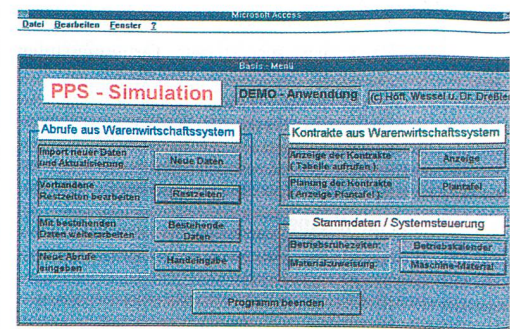 Microsoft Access
Datei Bearbeiten Fenster ?
Basis - Menü
PPS - Simulation
DEMO - Anwendung
(c) Höft, Wessel u. Dr. Dreßler
Abrufe aus Warenwirtschaftssystem
Import neuer Daten
und Aktualisierung
Neue Daten
Vorhandene
Restzeiten bearbeiten
Restzeiten
Mit bestehenden
Daten weiterarbeiten
Bestehende
Daten
Neue Abrufe
eingeben
Handeingabe
Kontrakte aus Warenwirtschaftssystem
Anzeige der Kontrakte
( Tabelle aufrufen )
Anzeige
Planung der Kontrakte
( Anzeige Plantafel )
Plantafel
Stammdaten / Systemsteuerung
Betriebsruhezeiten:
Betriebskalender
Materialzuweisung:
Maschine-Material
Programm beenden